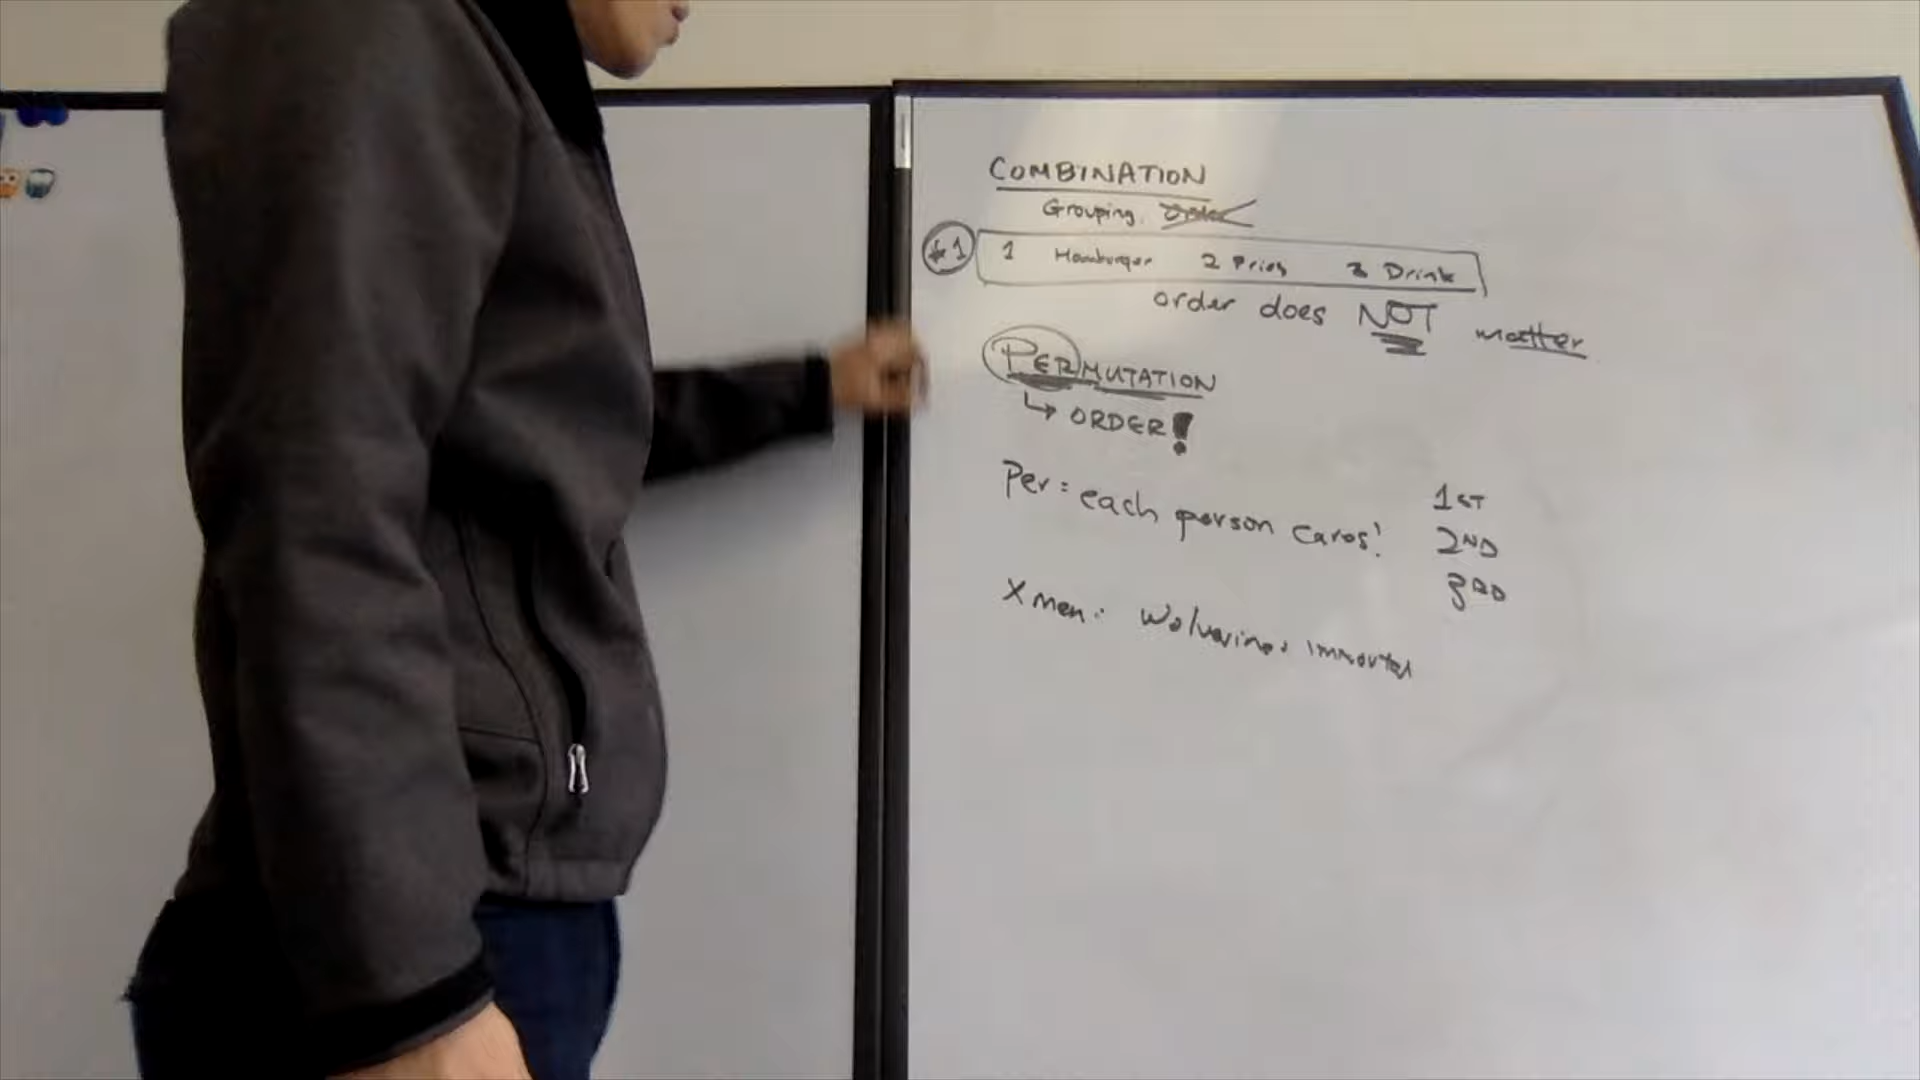 COMBINATION
Grouping, Order
#1 1 Hamburger 2 Fries 3 Drink
order does NOT matter
PERMUTATION
↳ ORDER!
Per: each person cares!
1ST
2ND
3RD
X men: Wolverine: immortal